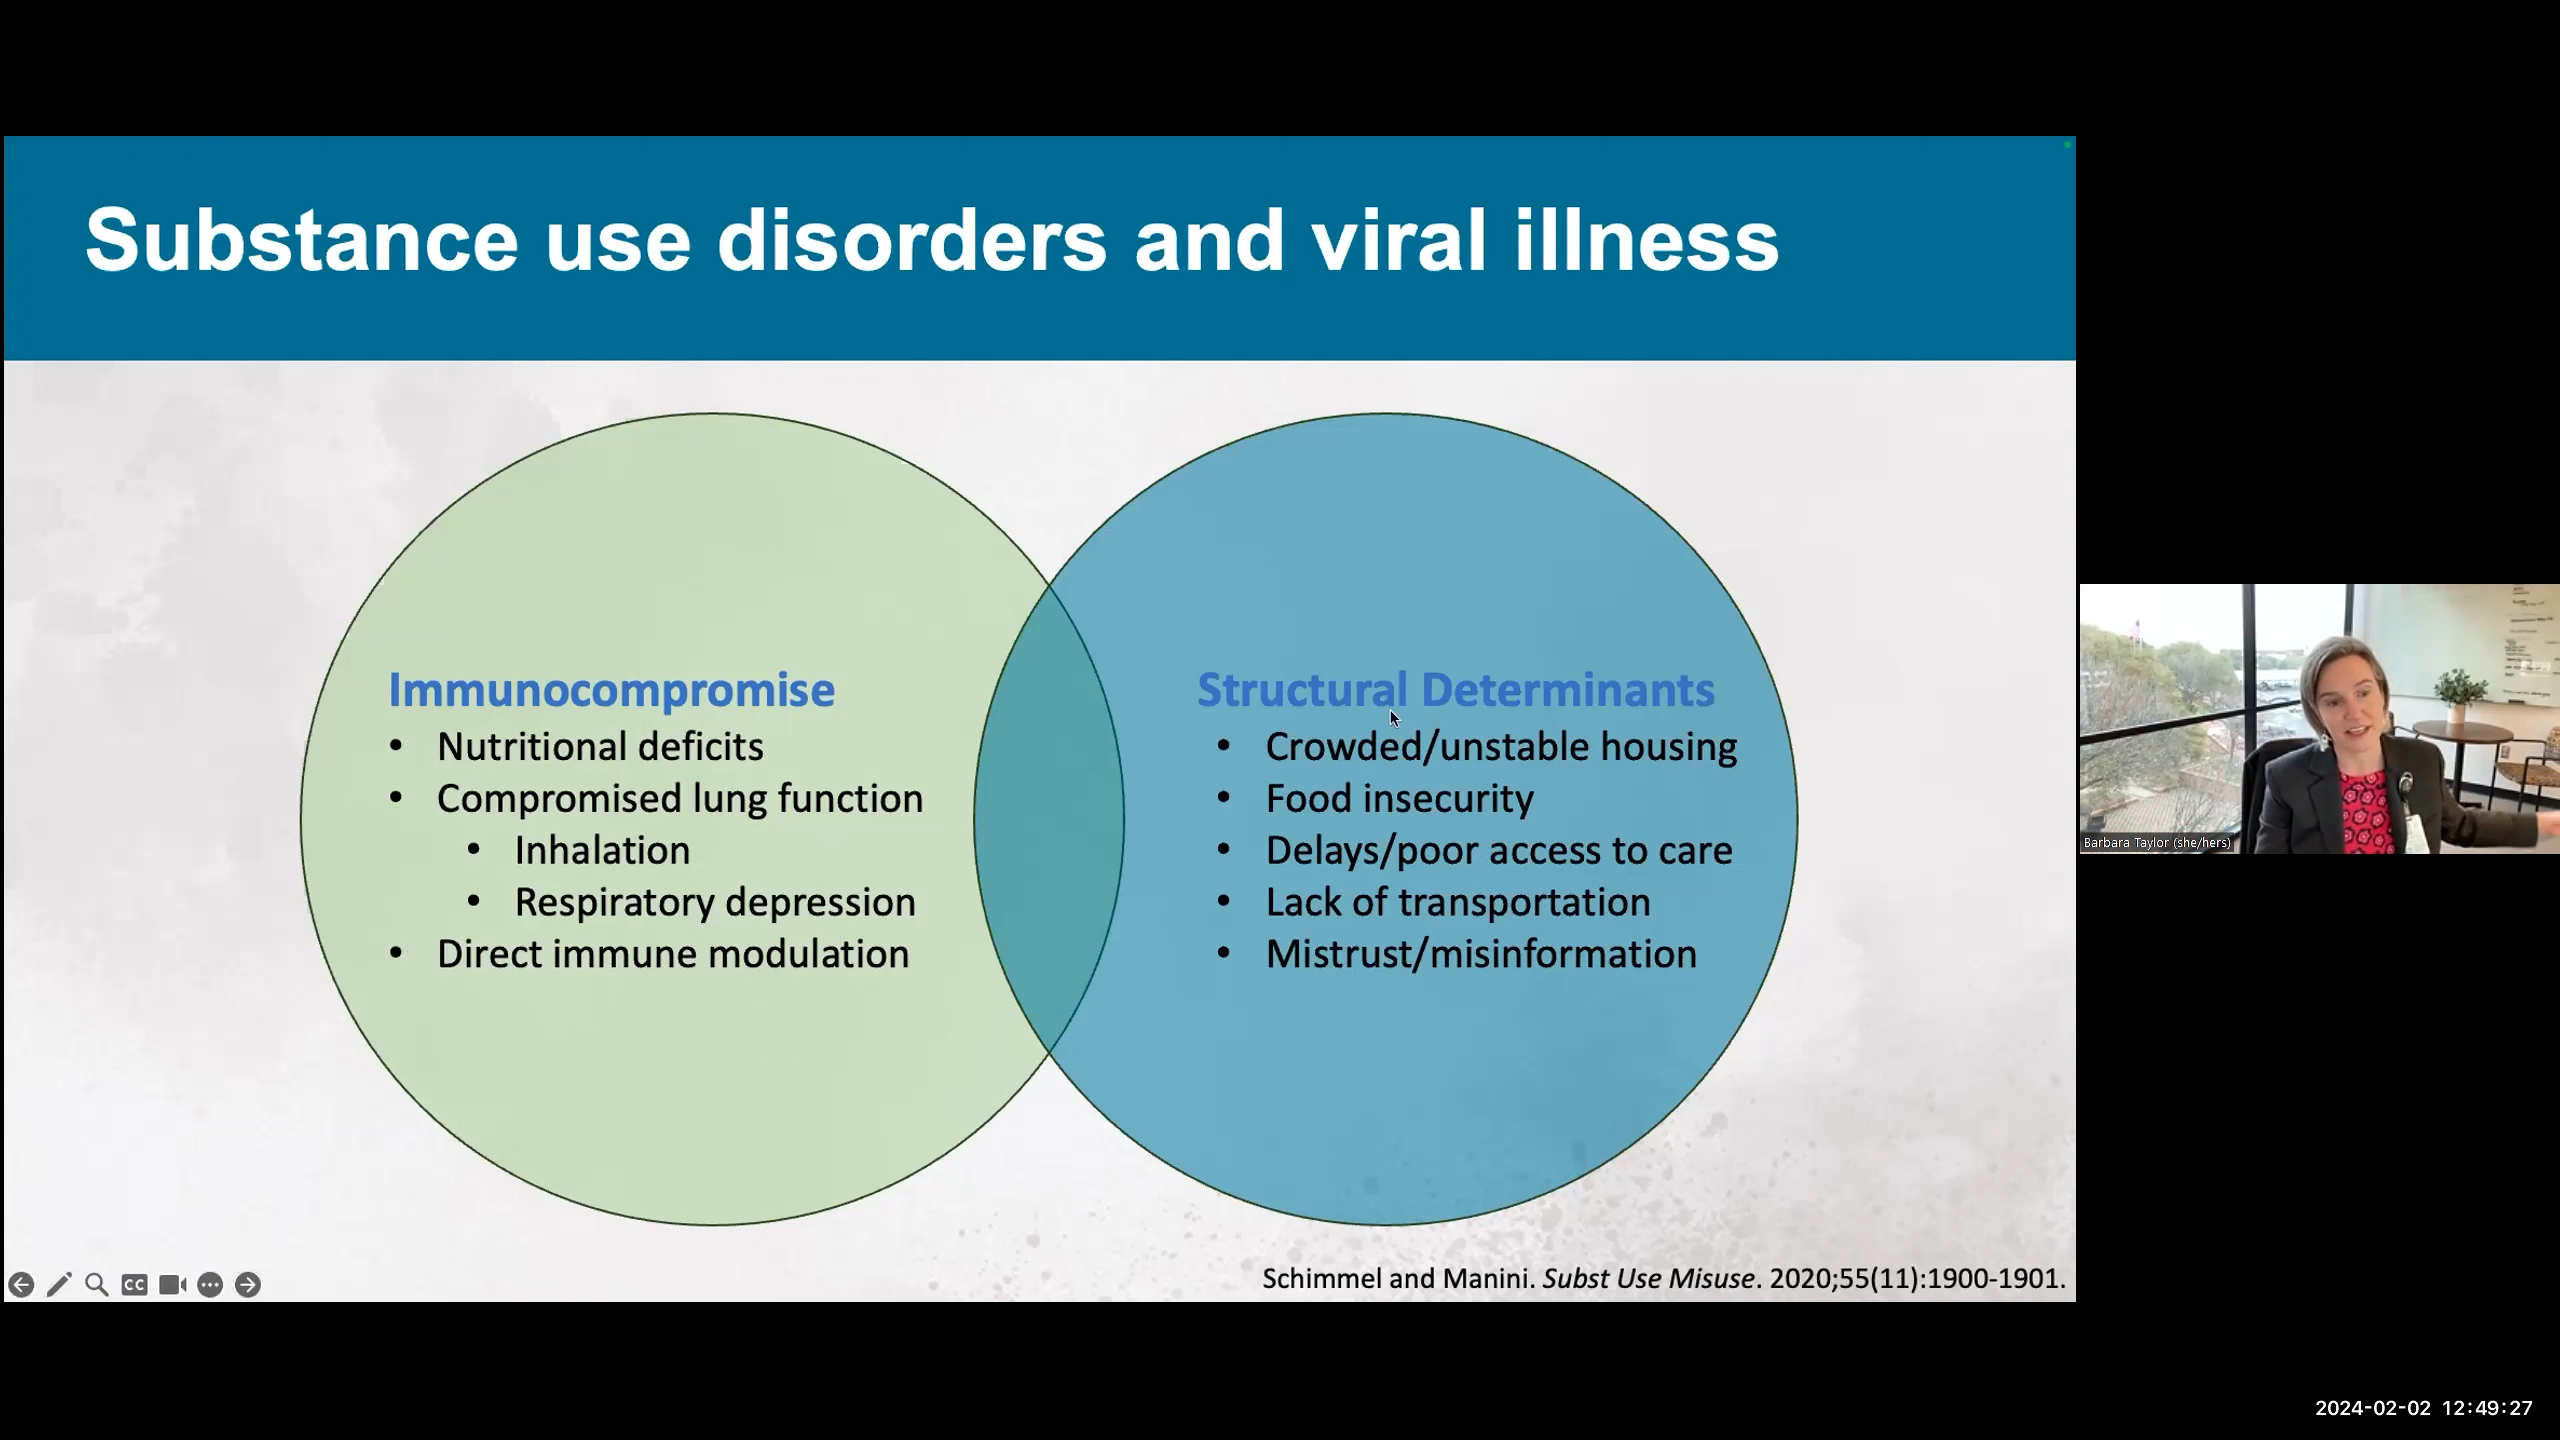 Substance use disorders and viral illness
Immunocompromise
• Nutritional deficits
• Compromised lung function
• Inhalation
• Respiratory depression
• Direct immune modulation
Structural Determinants
• Crowded/unstable housing
• Food insecurity
• Delays/poor access to care
• Lack of transportation
• Mistrust/misinformation
Schimmel and Manini. Subst Use Misuse. 2020;55(11):1900-1901.
CC
Barbara Taylor (she/hers)
2024-02-02 12:49:27